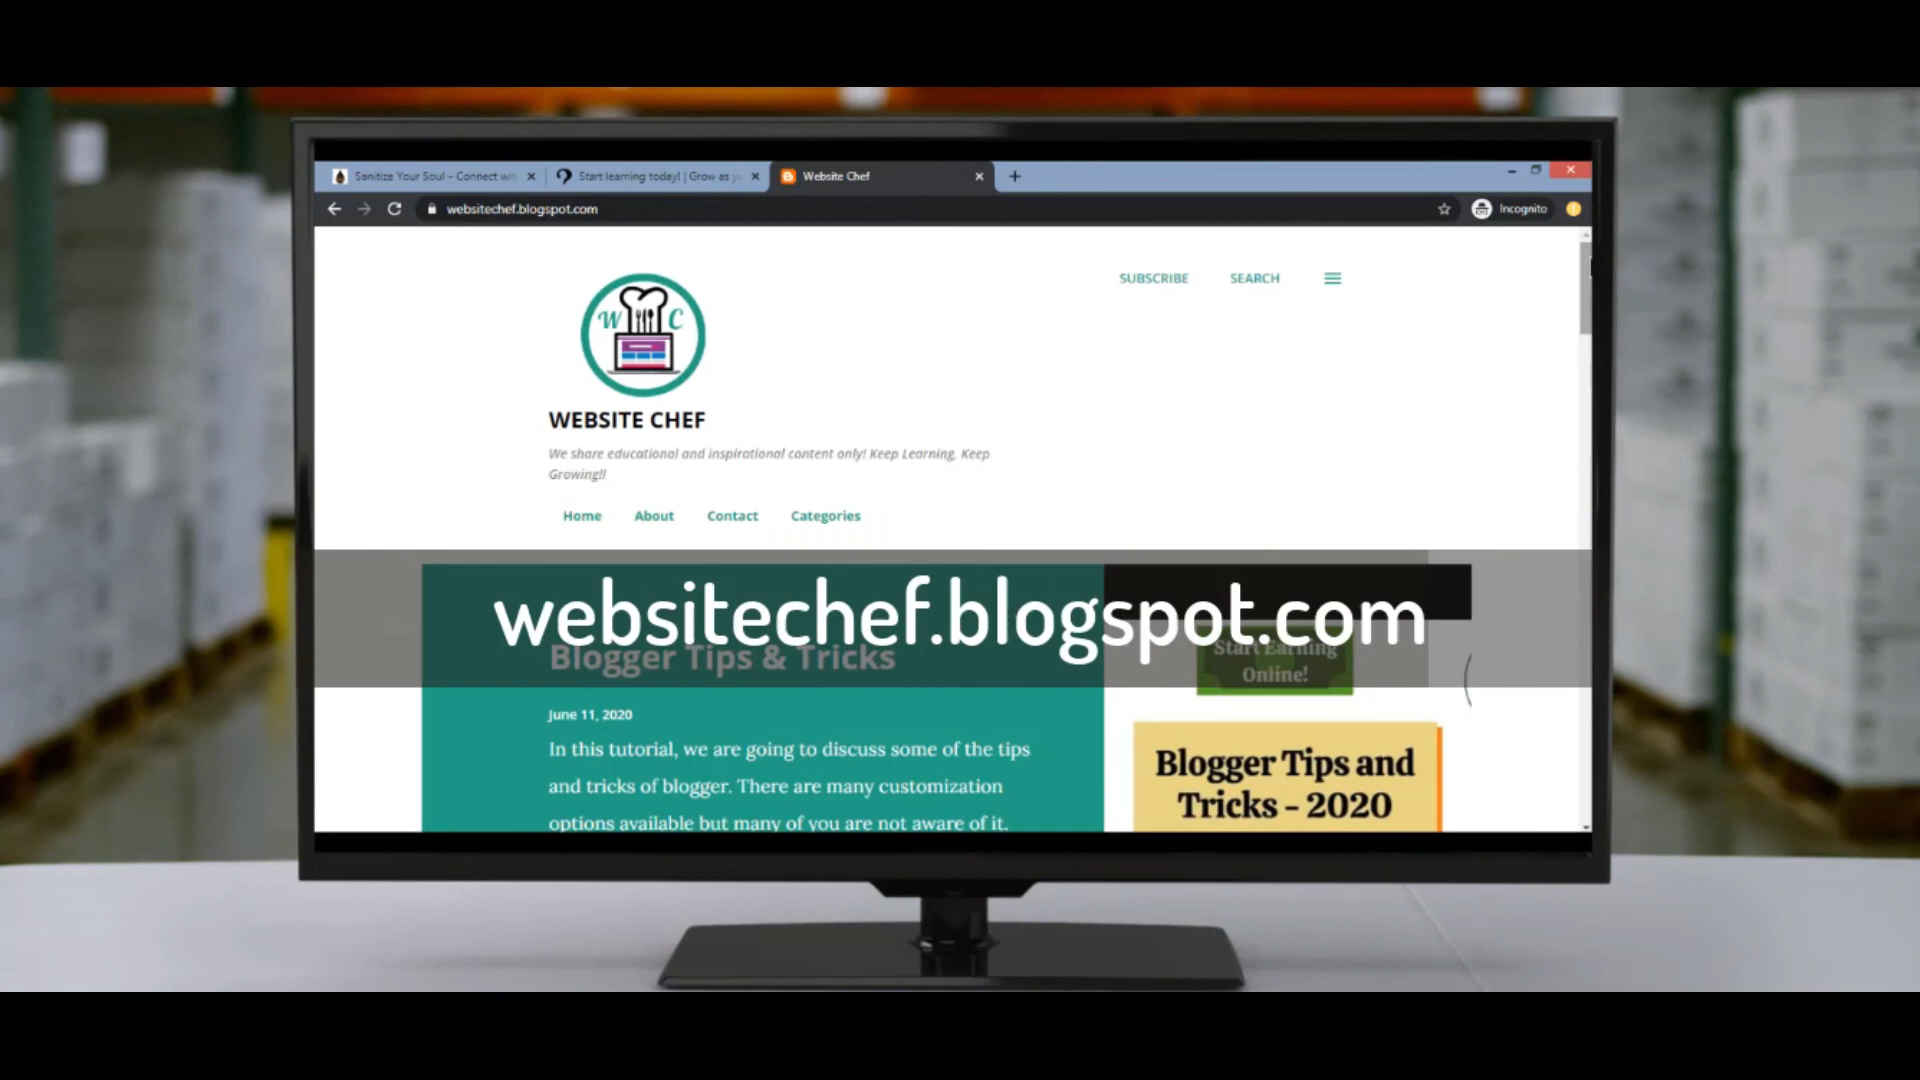 Sanitize Your Soul – Connect with
Start learning today! | Grow as yo
Website Chef
websitechef.blogspot.com
Incognito
SUBSCRIBE
SEARCH
W C
WEBSITE CHEF
We share educational and inspirational content only! Keep Learning, Keep
Growing!!
Home
About
Contact
Categories
websitechef.blogspot.com
Blogger Tips & Tricks
Start Earning
Online!
June 11, 2020
In this tutorial, we are going to discuss some of the tips
and tricks of blogger. There are many customization
options available but many of you are not aware of it.
Blogger Tips and
Tricks - 2020